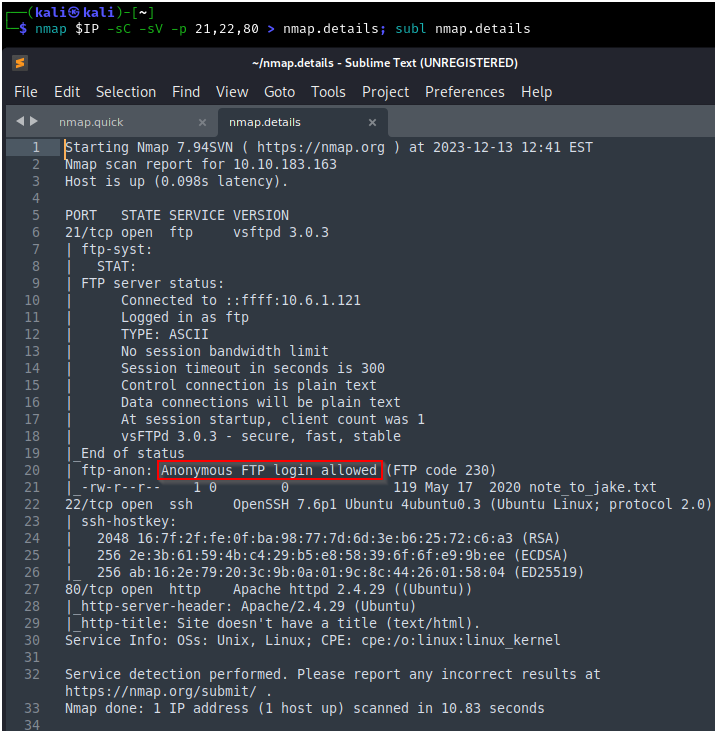 ┌──(kali㉿kali)-[~]
└─$ nmap $IP -sC -sV -p 21,22,80 > nmap.details; subl nmap.details
~/nmap.details - Sublime Text (UNREGISTERED)
File Edit Selection Find View Goto Tools Project Preferences Help
nmap.quick × nmap.details ×
1 Starting Nmap 7.94SVN ( https://nmap.org ) at 2023-12-13 12:41 EST
2 Nmap scan report for 10.10.183.163
3 Host is up (0.098s latency).
4
5 PORT   STATE SERVICE VERSION
6 21/tcp open  ftp     vsftpd 3.0.3
7 | ftp-syst:
8 |   STAT:
9 | FTP server status:
10 |      Connected to ::ffff:10.6.1.121
11 |      Logged in as ftp
12 |      TYPE: ASCII
13 |      No session bandwidth limit
14 |      Session timeout in seconds is 300
15 |      Control connection is plain text
16 |      Data connections will be plain text
17 |      At session startup, client count was 1
18 |      vsFTPd 3.0.3 - secure, fast, stable
19 |_End of status
20 | ftp-anon: Anonymous FTP login allowed (FTP code 230)
21 |_-rw-r--r--    1 0        0             119 May 17  2020 note_to_jake.txt
22 22/tcp open  ssh     OpenSSH 7.6p1 Ubuntu 4ubuntu0.3 (Ubuntu Linux; protocol 2.0)
23 | ssh-hostkey:
24 |   2048 16:7f:2f:fe:0f:ba:98:77:7d:6d:3e:b6:25:72:c6:a3 (RSA)
25 |   256 2e:3b:61:59:4b:c4:29:b5:e8:58:39:6f:6f:e9:9b:ee (ECDSA)
26 |_  256 ab:16:2e:79:20:3c:9b:0a:01:9c:8c:44:26:01:58:04 (ED25519)
27 80/tcp open  http    Apache httpd 2.4.29 ((Ubuntu))
28 |_http-server-header: Apache/2.4.29 (Ubuntu)
29 |_http-title: Site doesn't have a title (text/html).
30 Service Info: OSs: Unix, Linux; CPE: cpe:/o:linux:linux_kernel
31
32 Service detection performed. Please report any incorrect results at
https://nmap.org/submit/ .
33 Nmap done: 1 IP address (1 host up) scanned in 10.83 seconds
34